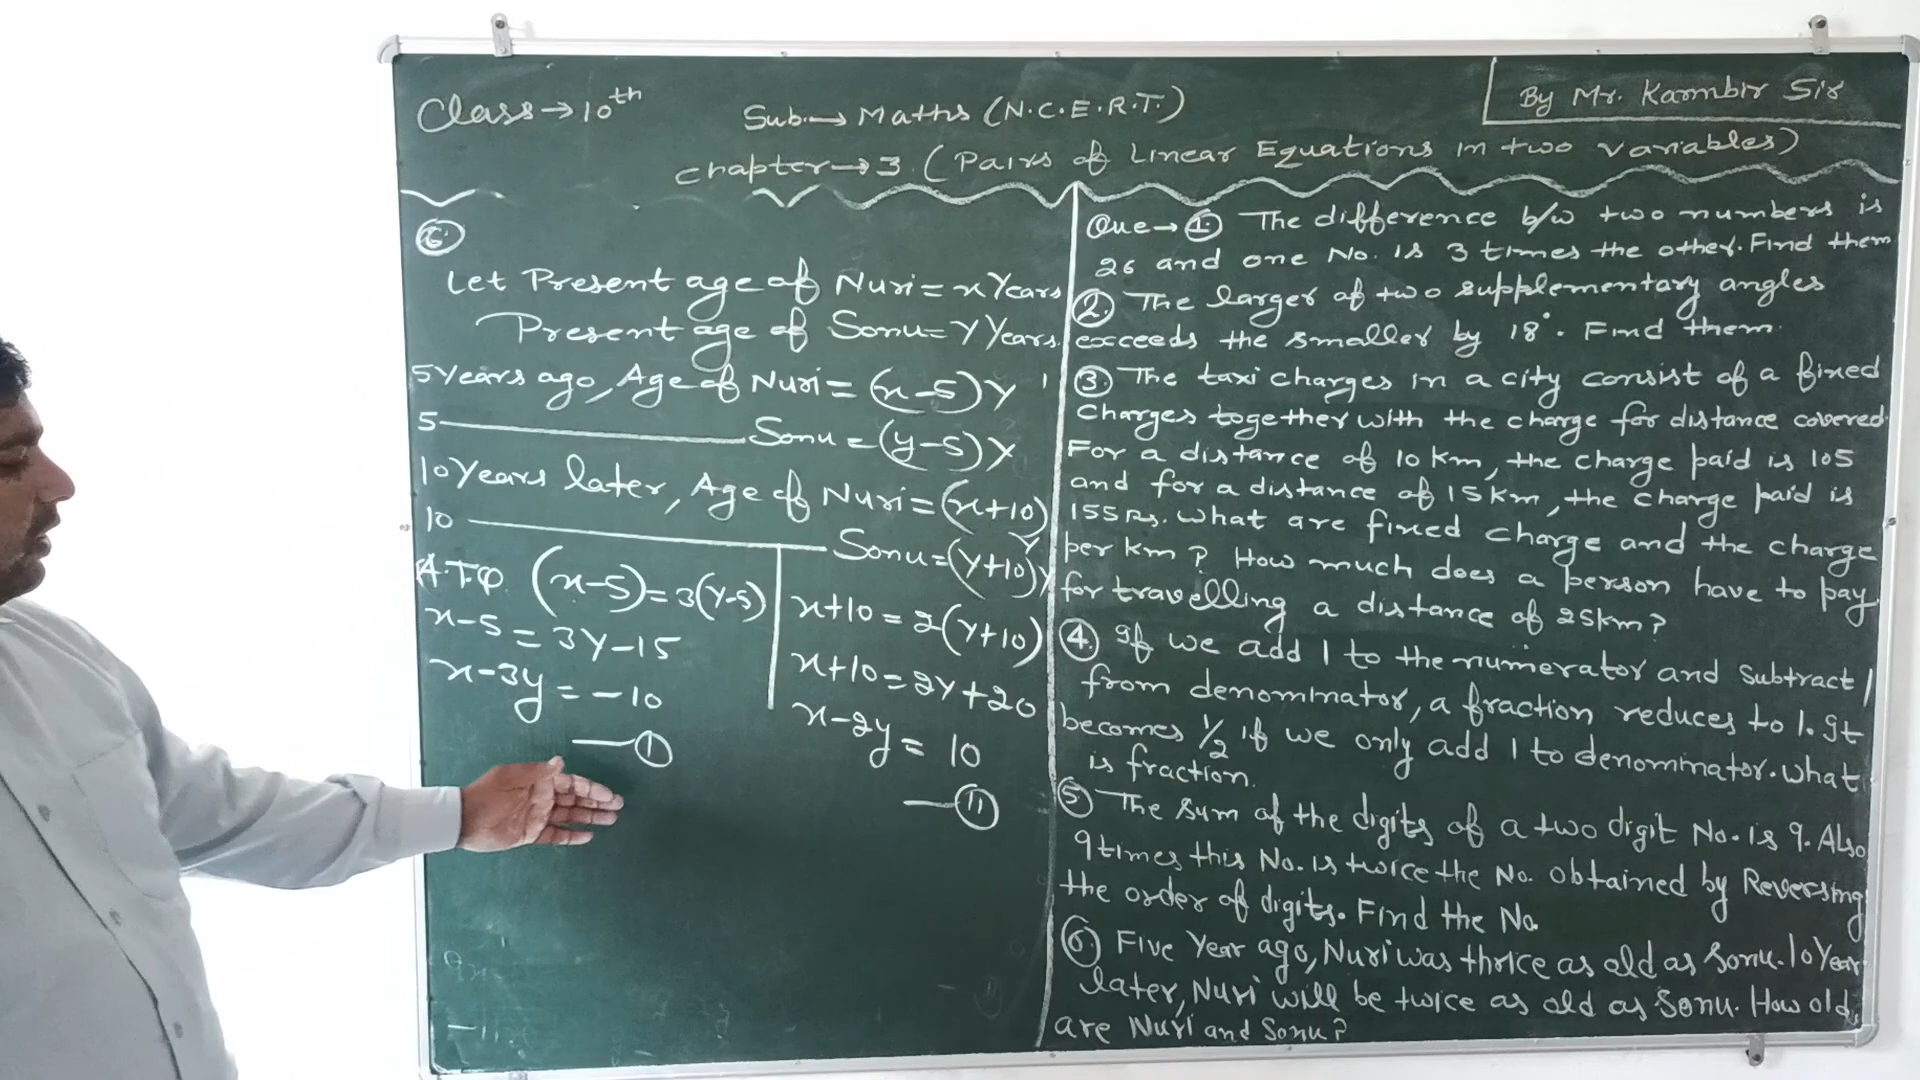 Class→10th
Sub.→ Maths (N.C.E.R.T.)
By Mr. Karmbir Sir
Chapter→3 (Pairs of Linear Equations in two variables)
6.
Let Present age of Nuri = x Years
Present age of Sonu = Y Years.
5 Years ago, Age of Nuri = (x-5)Y
5 ——— Sonu = (y-5)Y
10 Years later, Age of Nuri = (x+10)Y
10 ——— Sonu = (Y+10)Y
A.T.Q. (x-5) = 3(Y-5)
x-5 = 3Y-15
x-3y = -10
—①
x+10 = 2(Y+10)
x+10 = 2Y+20
x-2y = 10
—⑪
Que→ 1. The difference b/w two numbers is
26 and one No. is 3 times the other. Find them
2. The larger of two supplementary angles
exceeds the smaller by 18°. Find them.
3. The taxi charges in a city consist of a fixed
Charges together with the charge for distance covered.
For a distance of 10 Km, the charge paid is 105
and for a distance of 15 km, the charge paid is
155 Rs. What are fixed charge and the charge
per km? How much does a person have to pay
for travelling a distance of 25km?
4. If we add 1 to the numerator and subtract 1
from denominator, a fraction reduces to 1. It
becomes 1/2 if we only add 1 to denominator. what
is fraction.
5 The sum of the digits of a two digit No. is 9. Also
9 times this No. is twice the No. obtained by Reversing
the order of digits. Find the No.
6 Five Year ago, Nuri was thrice as old as Sonu. 10 Year
later, Nuri will be twice as old as Sonu. How old
are Nuri and Sonu?